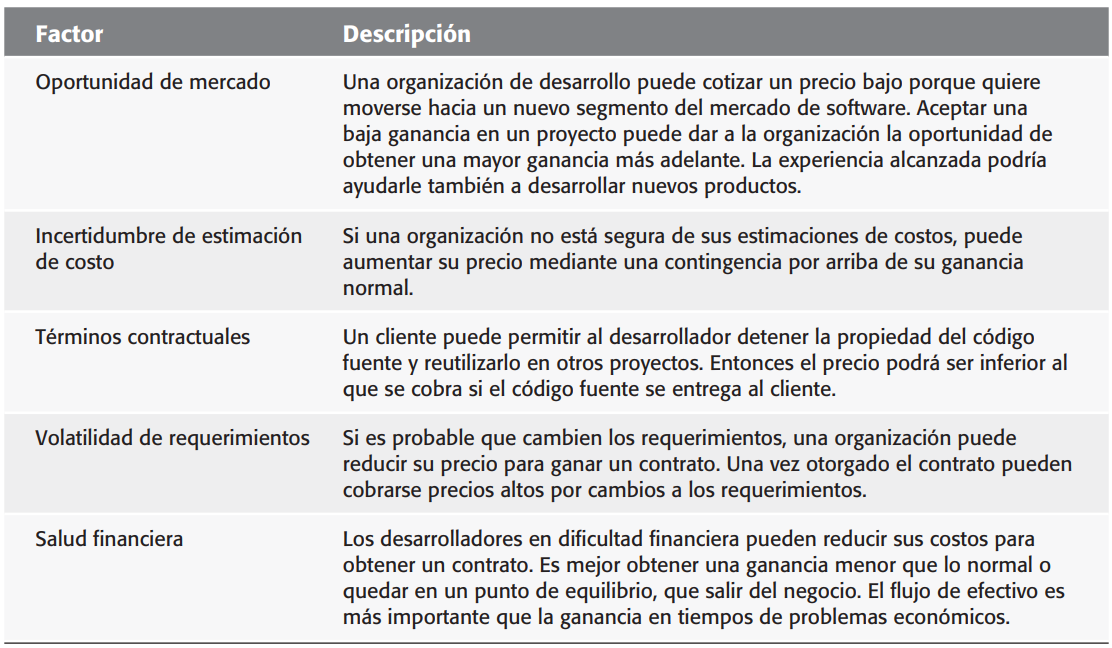 Factor Descripción
Oportunidad de mercado Una organización de desarrollo puede cotizar un precio bajo porque quiere
moverse hacia un nuevo segmento del mercado de software. Aceptar una
baja ganancia en un proyecto puede dar a la organización la oportunidad de
obtener una mayor ganancia más adelante. La experiencia alcanzada podría
ayudarle también a desarrollar nuevos productos.
Incertidumbre de estimación Si una organización no está segura de sus estimaciones de costos, puede
de costo aumentar su precio mediante una contingencia por arriba de su ganancia
normal.
Términos contractuales Un cliente puede permitir al desarrollador detener la propiedad del código
fuente y reutilizarlo en otros proyectos. Entonces el precio podrá ser inferior al
que se cobra si el código fuente se entrega al cliente.
Volatilidad de requerimientos Si es probable que cambien los requerimientos, una organización puede
reducir su precio para ganar un contrato. Una vez otorgado el contrato pueden
cobrarse precios altos por cambios a los requerimientos.
Salud financiera Los desarrolladores en dificultad financiera pueden reducir sus costos para
obtener un contrato. Es mejor obtener una ganancia menor que lo normal o
quedar en un punto de equilibrio, que salir del negocio. El flujo de efectivo es
más importante que la ganancia en tiempos de problemas económicos.